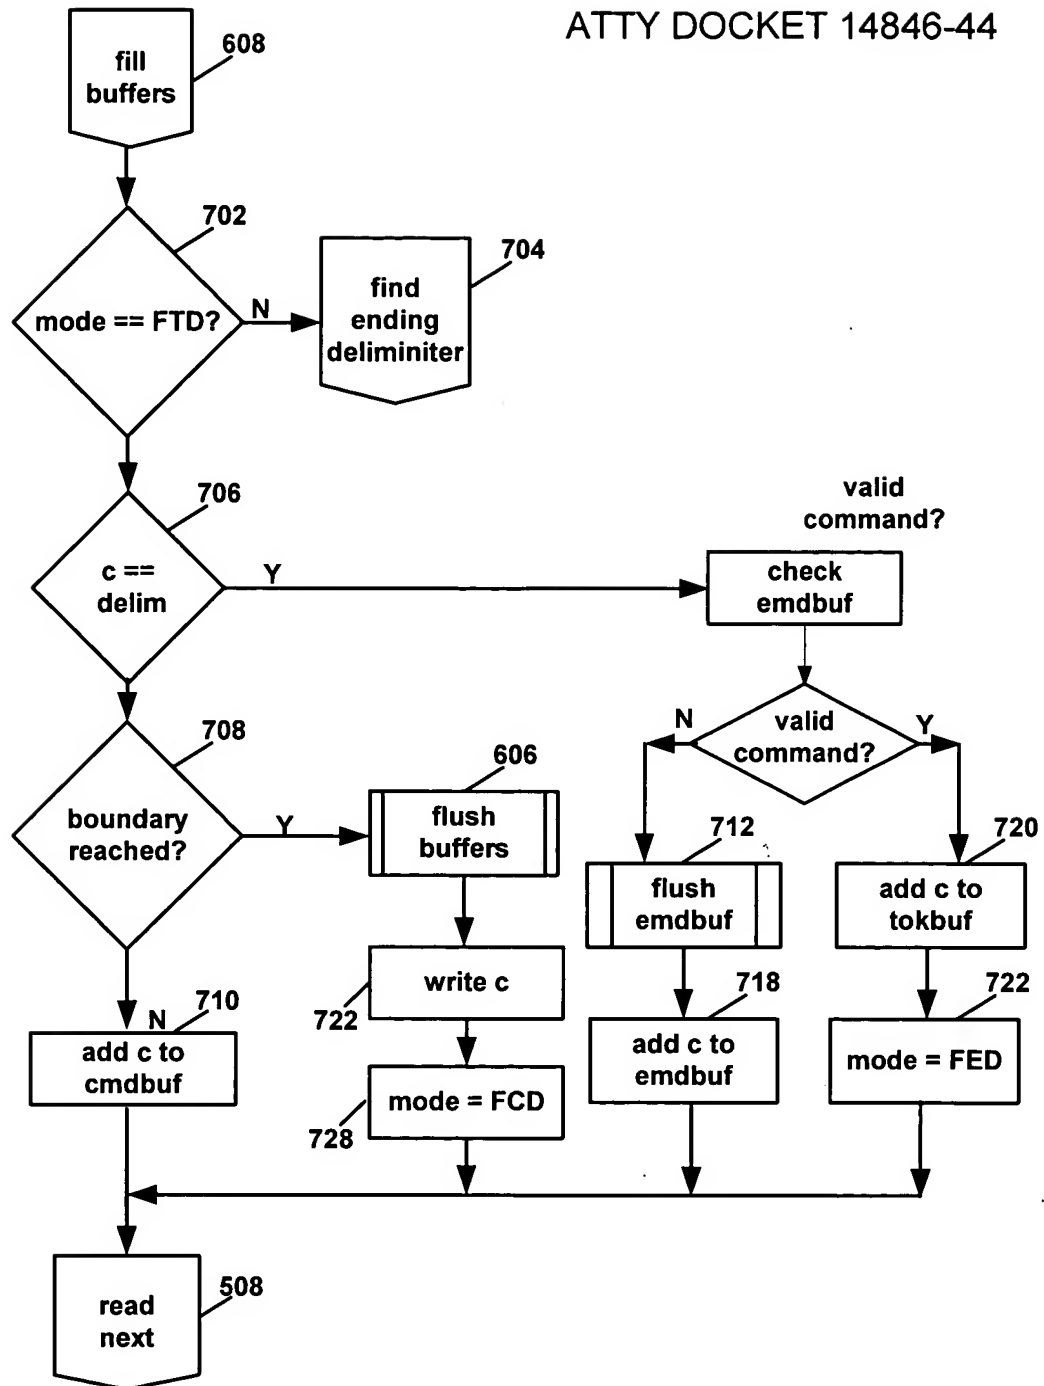 ATTY DOCKET 14846-44
fill
buffers
608
702
mode == FTD?
N
find
ending
deliminiter
704
706
c ==
delim
Y
valid
command?
check
emdbuf
valid
command?
N
Y
708
boundary
reached?
Y
606
flush
buffers
712
flush
emdbuf
720
add c to
tokbuf
write c
722
718
add c to
emdbuf
722
mode = FED
N
710
add c to
cmdbuf
mode = FCD
728
read
next
508